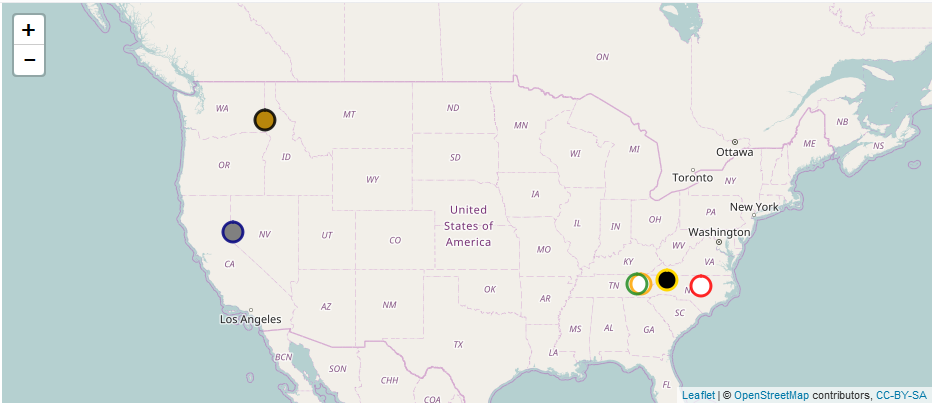 +
−
ON
WA
MT
ND
MN
NB
ME
NS
Ottawa
OR
ID
SD
WI
MI
Toronto
NY
WY
IA
United
States of
America
New York
PA
OH
IN
IL
NV
UT
CO
MO
Washington
WV
VA
KY
CA
TN
N
OK
AR
AZ
NM
SC
Los Angeles
MS
AL
GA
TX
LA
BCN
SON
CHH
COA
FL
Leaflet | © OpenStreetMap contributors, CC-BY-SA